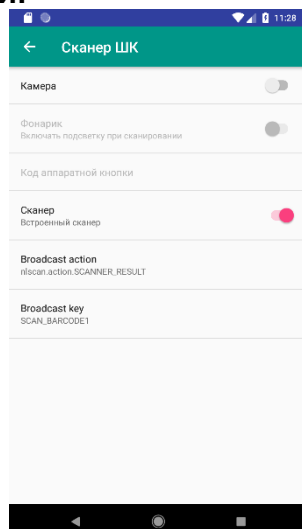 11:28
Сканер ШК
Камера
Фонарик
Включать подсветку при сканировании
Код аппаратной кнопки
Сканер
Встроенный сканер
Broadcast action
nlscan.action.SCANNER_RESULT
Broadcast key
SCAN_BARCODE1